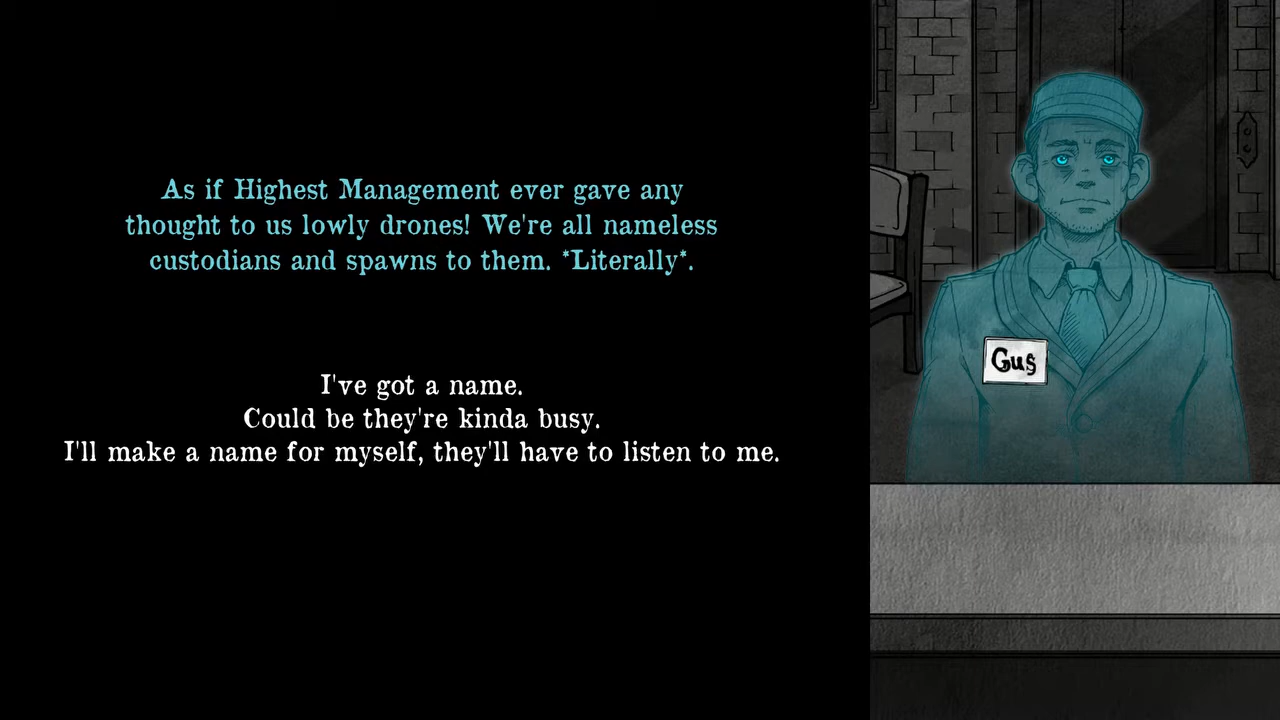 As if Highest Management ever gave any
thought to us lowly drones! We're all nameless
custodians and spawns to them. *Literally*.
I've got a name.
Could be they're kinda busy.
I'll make a name for myself, they'll have to listen to me.
Gus